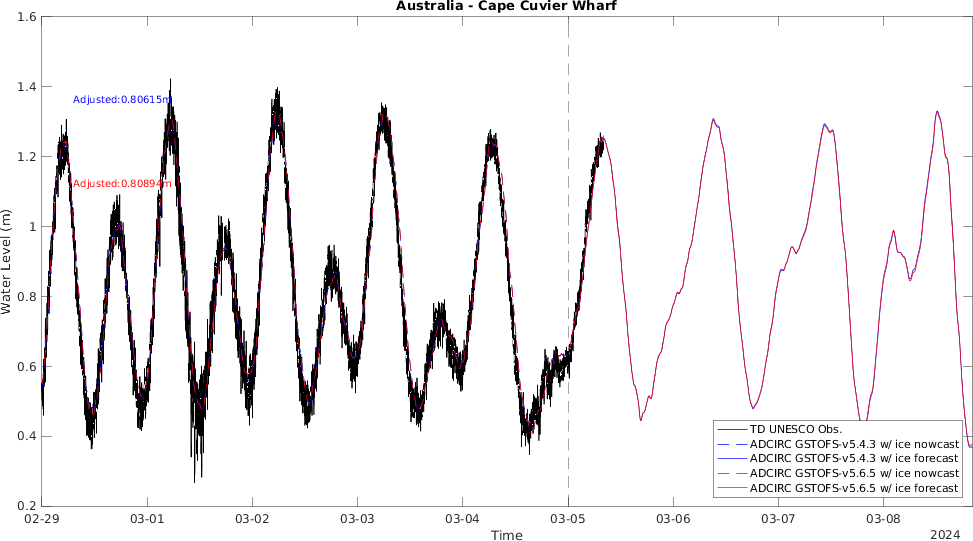 Australia - Cape Cuvier Wharf
1.6
1.4
1.2
1
0.8
0.6
0.4
0.2
Water Level (m)
Adjusted:0.80615m
Adjusted:0.80894m
TD UNESCO Obs.
ADCIRC GSTOFS-v5.4.3 w/ ice nowcast
ADCIRC GSTOFS-v5.4.3 w/ ice forecast
ADCIRC GSTOFS-v5.6.5 w/ ice nowcast
ADCIRC GSTOFS-v5.6.5 w/ ice forecast
02-29 03-01 03-02 03-03 03-04 03-05 03-06 03-07 03-08
Time
2024